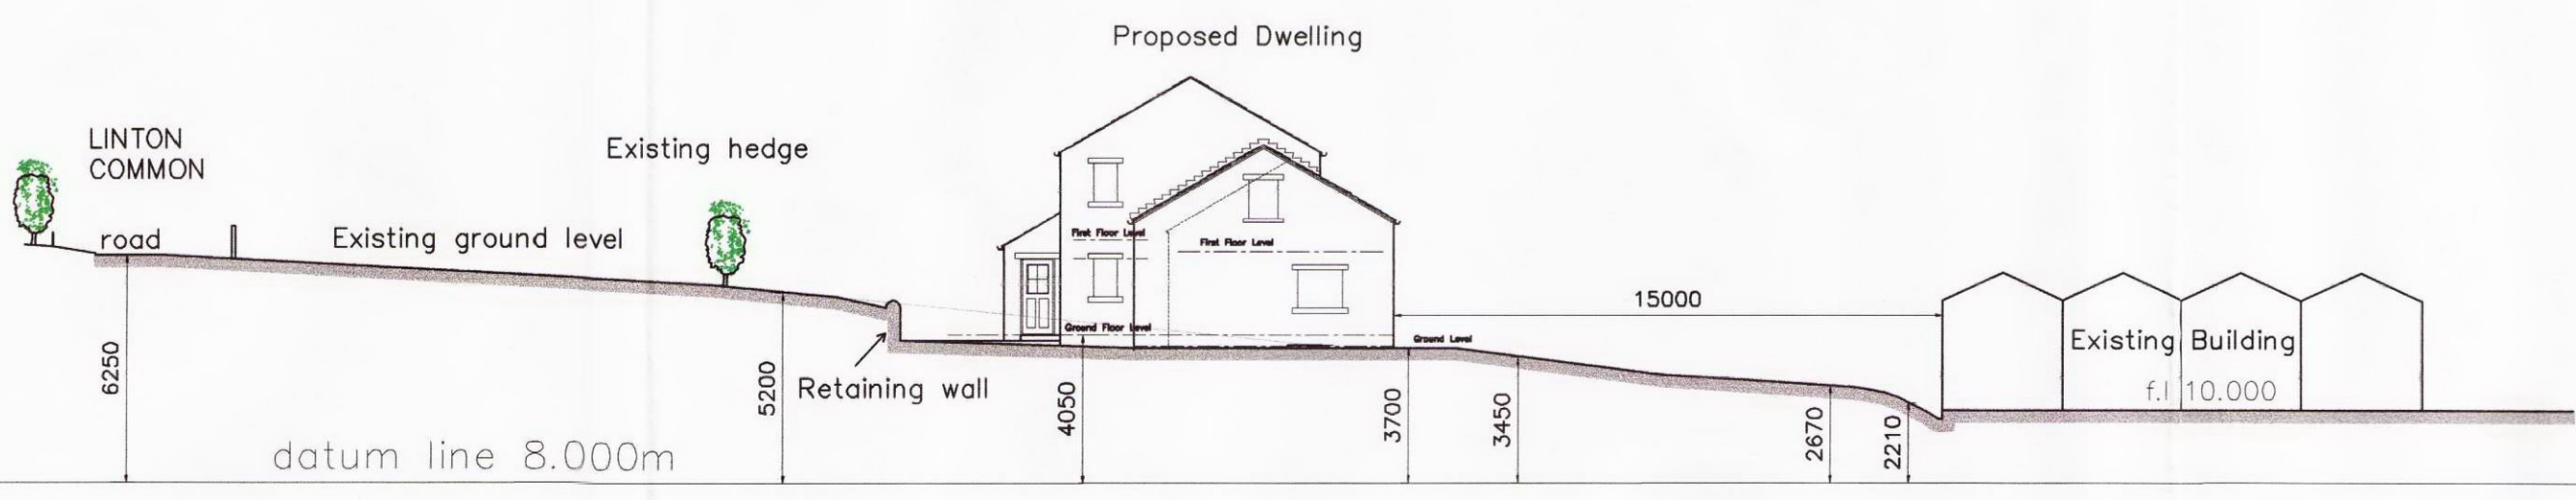 Proposed Dwelling
LINTON
COMMON
Existing hedge
road
Existing ground level
First Floor Level
First Floor Level
15000
Ground Floor Level
Ground Level
Existing Building
f.l 10.000
Retaining wall
6250
5200
4050
3700
3450
2670
2210
datum line 8.000m